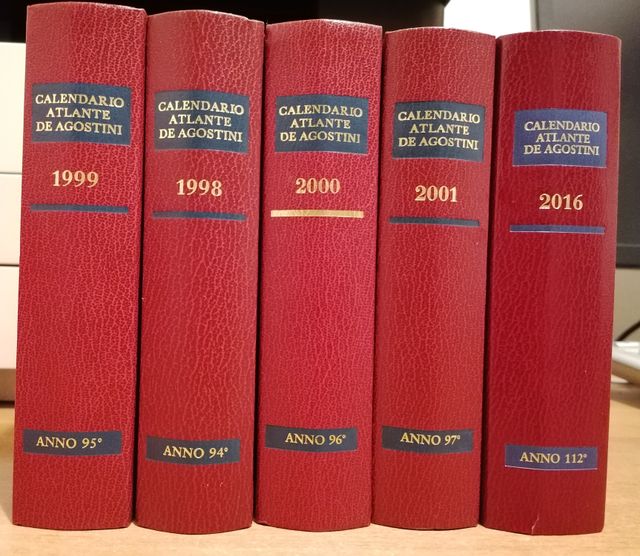 CALENDARIO
ATLANTE
DE AGOSTINI
1999
ANNO 95°
CALENDARIO
ATLANTE
DE AGOSTINI
1998
ANNO 94°
CALENDARIO
ATLANTE
DE AGOSTINI
2000
ANNO 96°
CALENDARIO
ATLANTE
DE AGOSTINI
2001
ANNO 97°
CALENDARIO
ATLANTE
DE AGOSTINI
2016
ANNO 112°